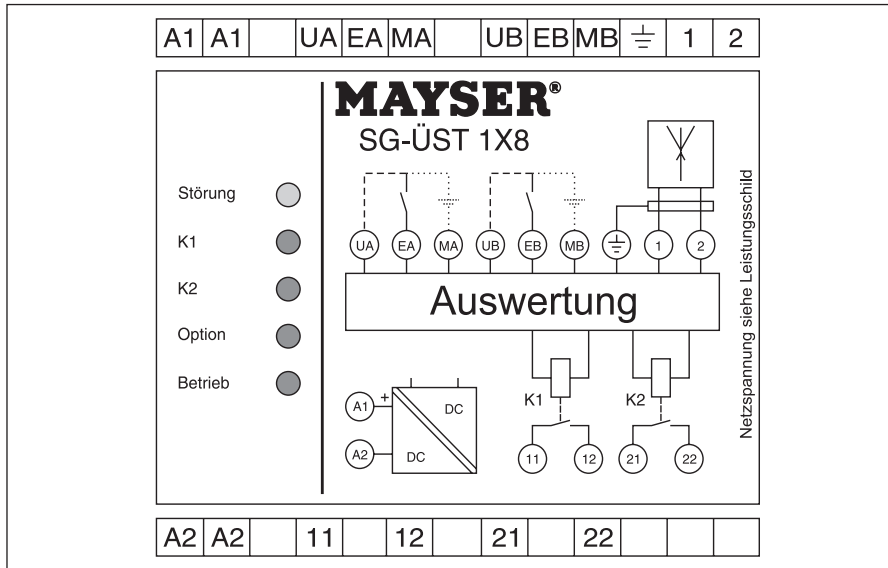 A1 A1 UA EA MA UB EB MB ⏚ 1 2
MAYSER®
SG-ÜST 1X8
Störung
K1
K2
Option
Betrieb
UA EA MA UB EB MB ⏚ 1 2
Auswertung
K1 K2
A1 + DC
A2 DC
11 12 21 22
Netzspannung siehe Leistungsschild
A2 A2 11 12 21 22